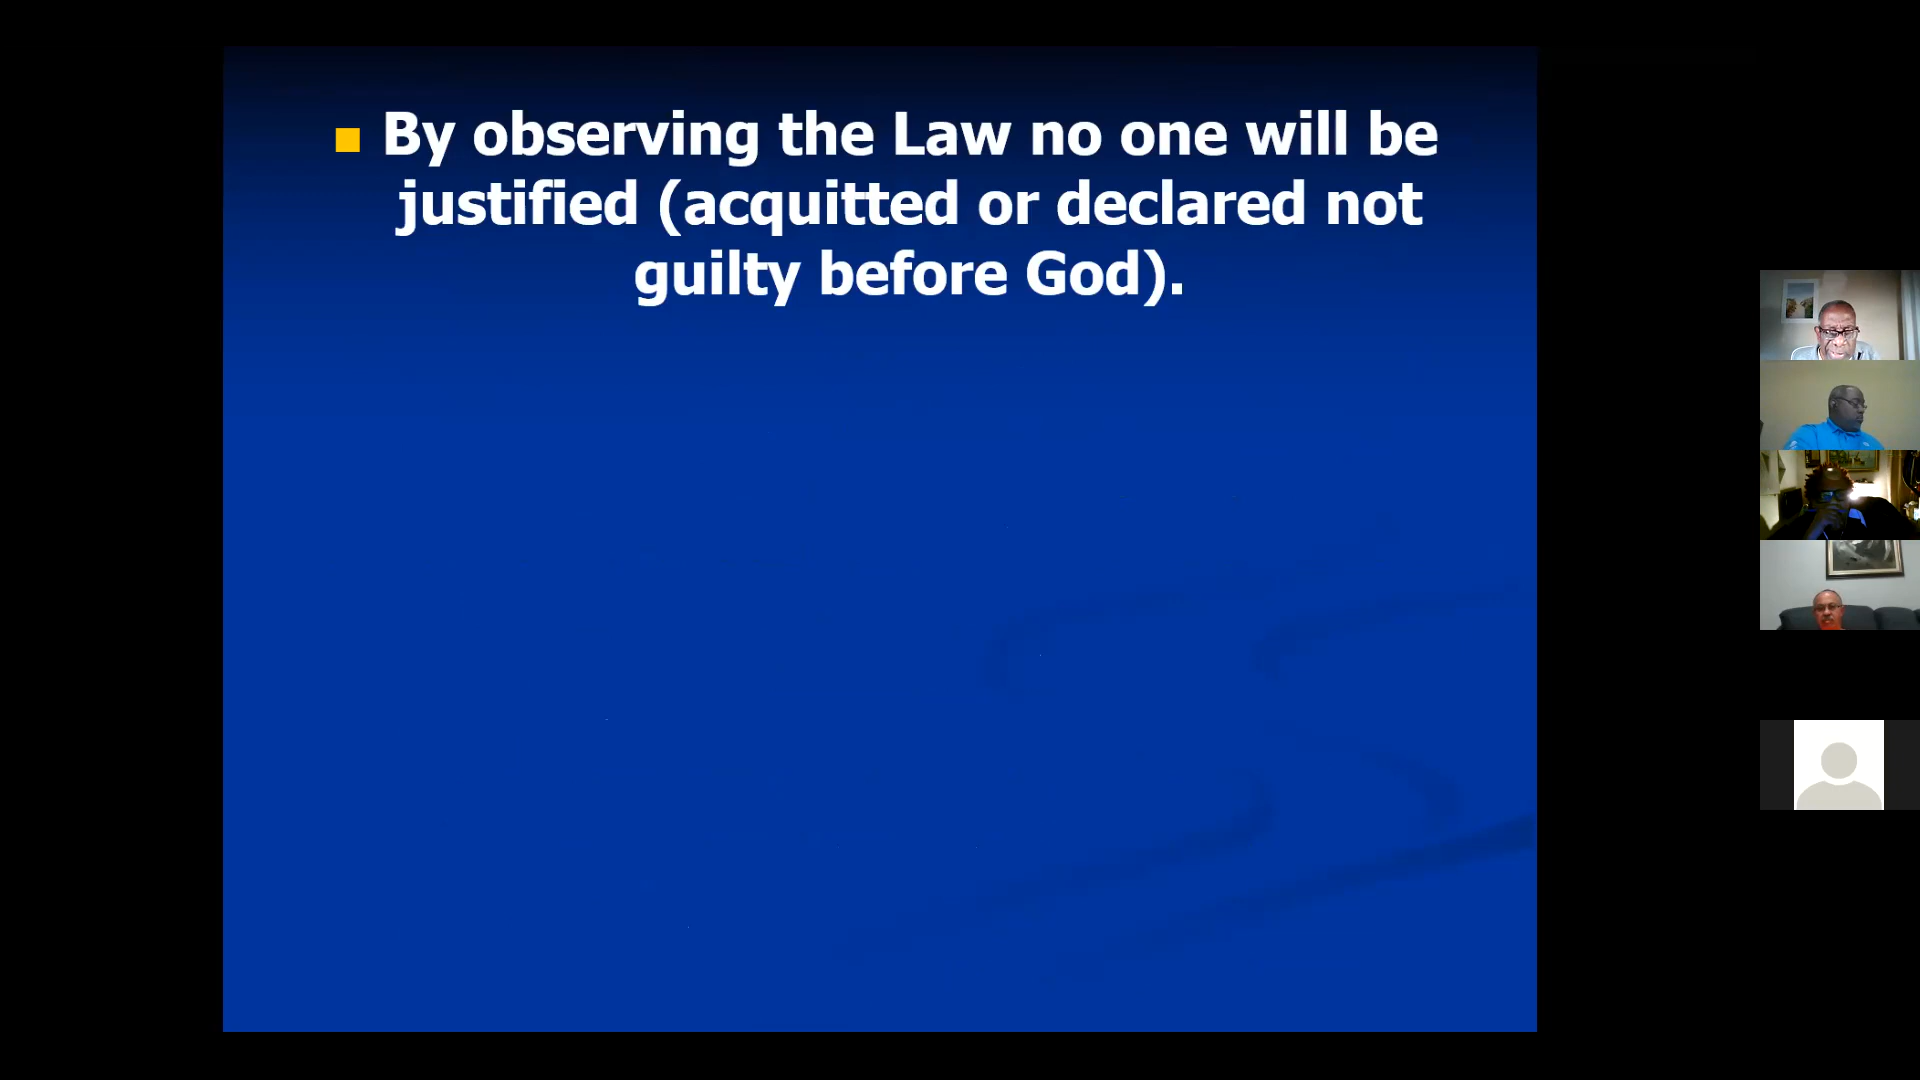 By observing the Law no one will be
justified (acquitted or declared not
guilty before God).